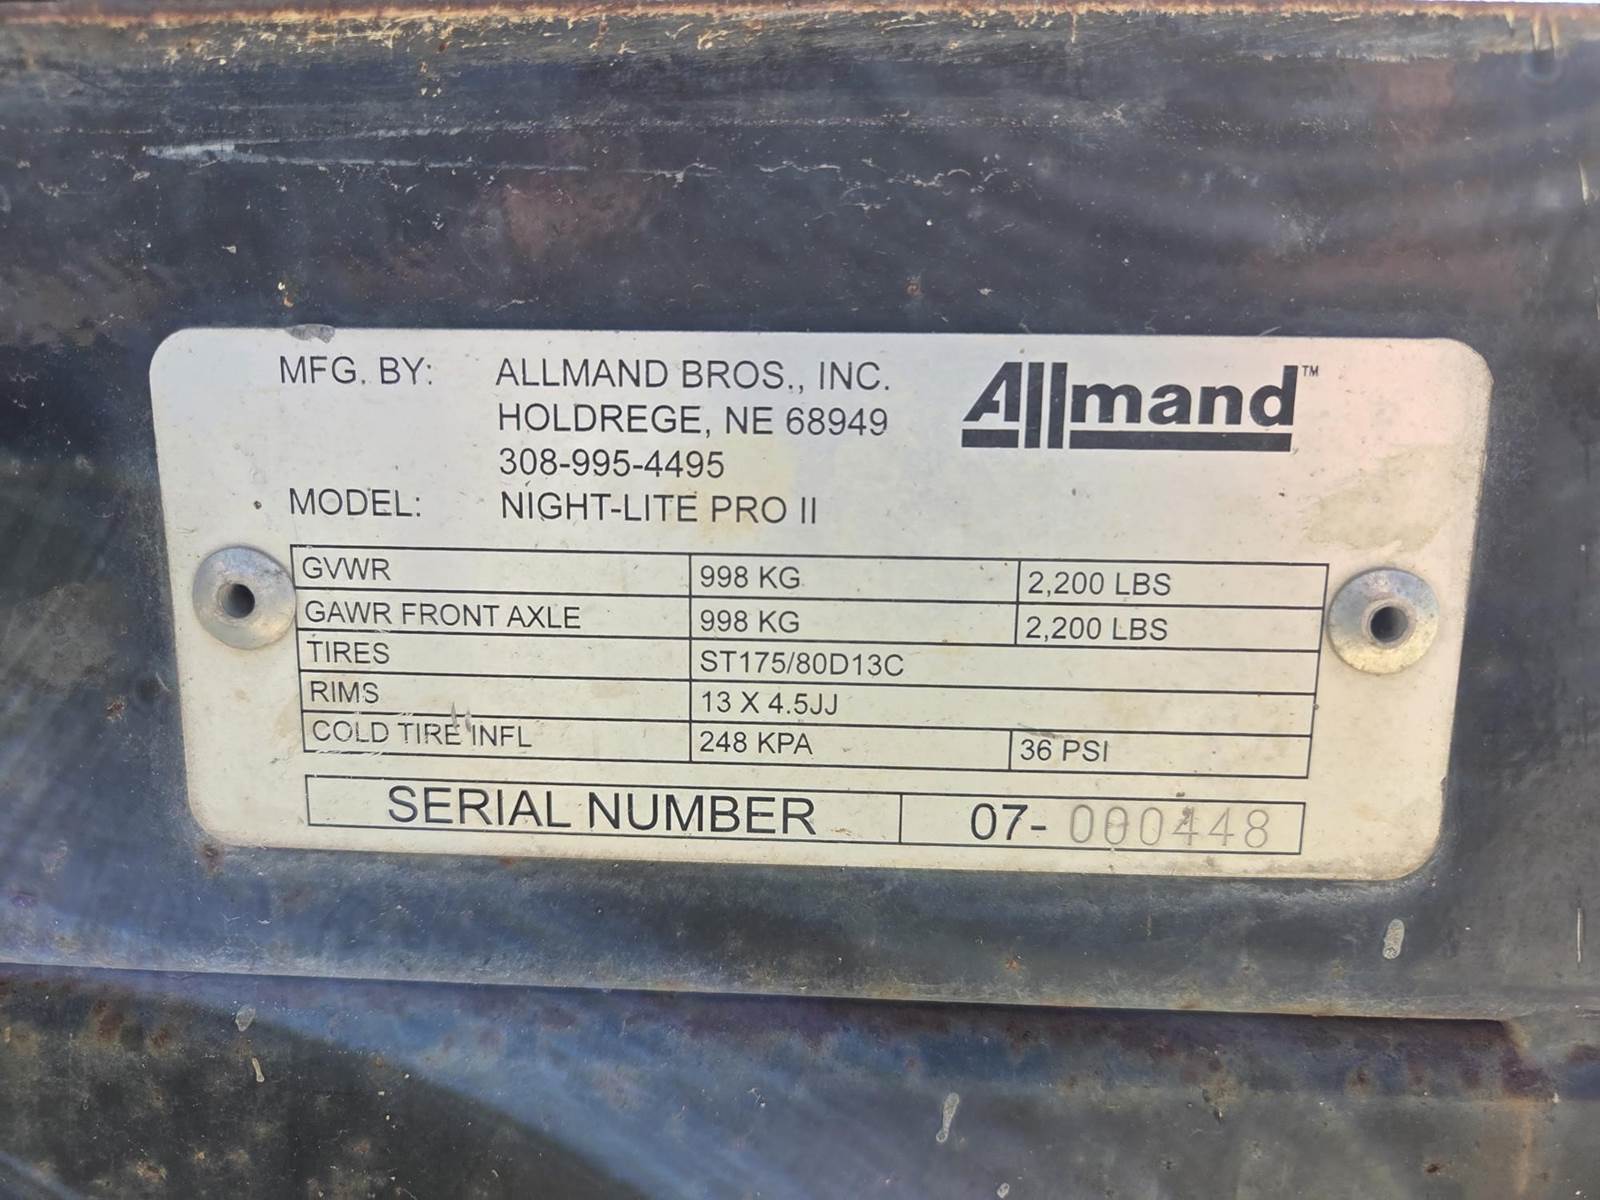 MFG. BY: ALLMAND BROS., INC.
HOLDREGE, NE 68949
308-995-4495
Allmand™
MODEL: NIGHT-LITE PRO II
GVWR 998 KG 2,200 LBS
GAWR FRONT AXLE 998 KG 2,200 LBS
TIRES ST175/80D13C
RIMS 13 X 4.5JJ
COLD TIRE INFL 248 KPA 36 PSI
SERIAL NUMBER 07-000448